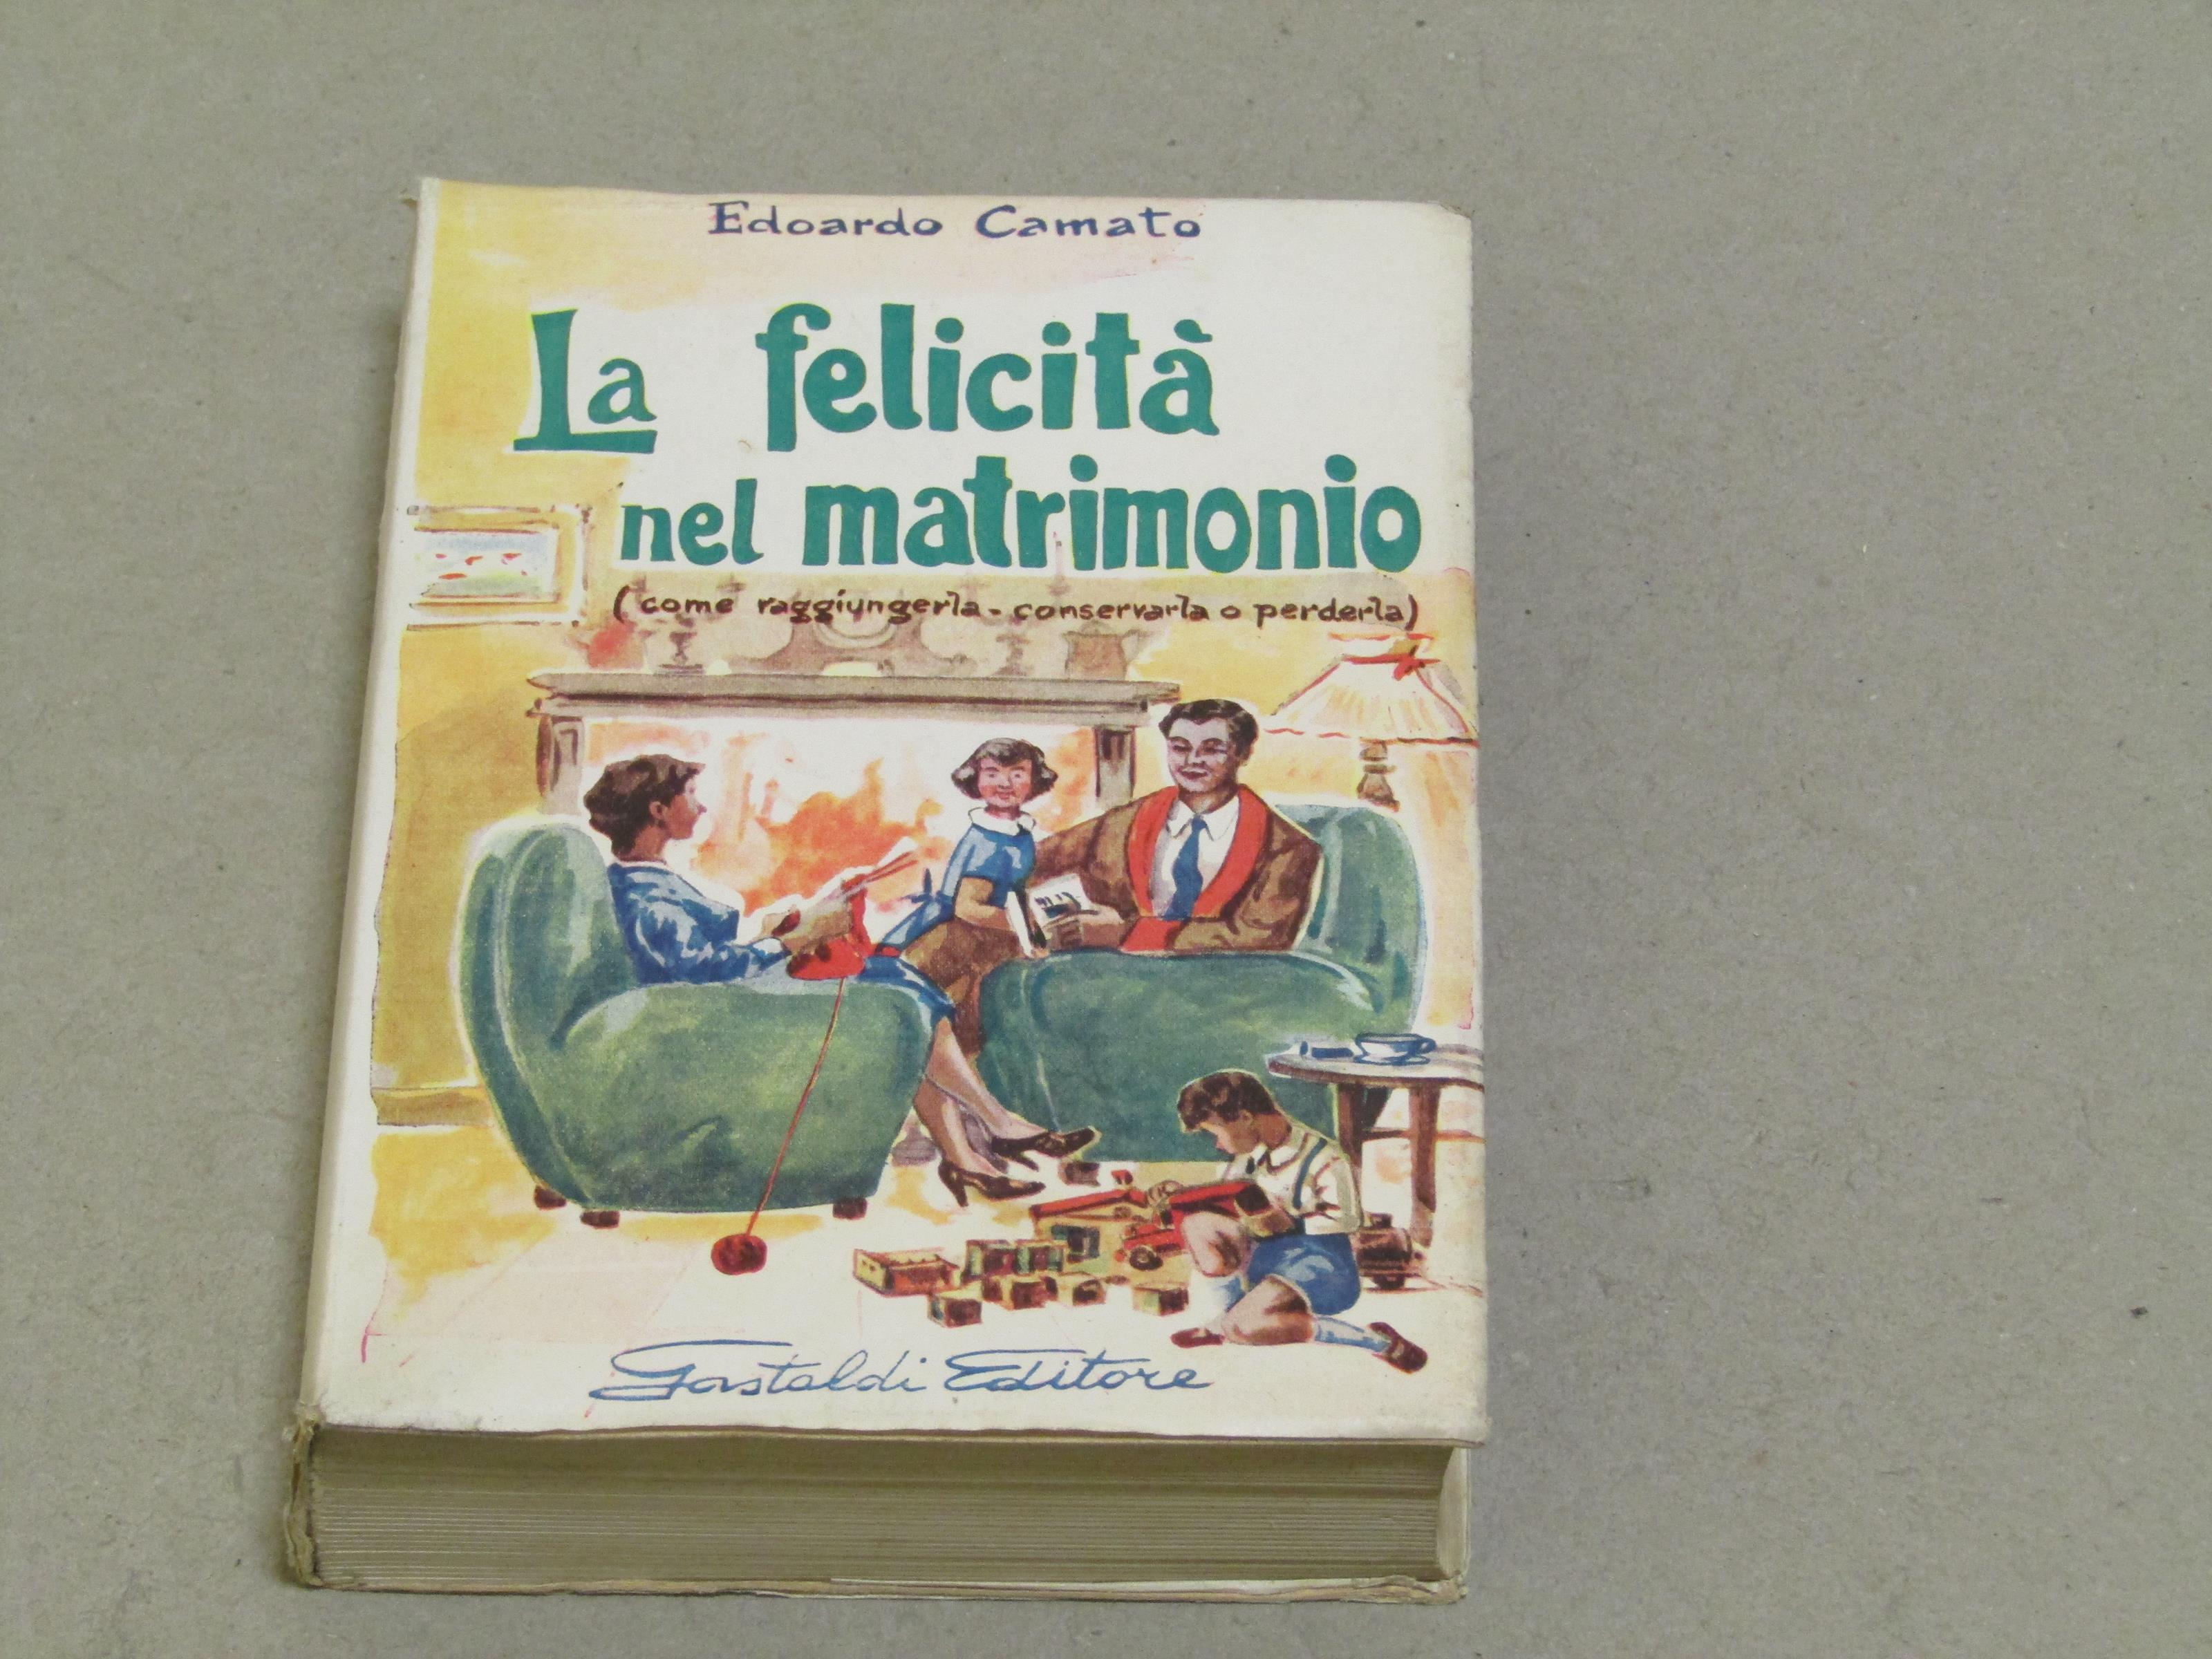 Edoardo Camato
La felicità
nel matrimonio
(come raggiungerla - conservarla o perderla)
Gastaldi Editore